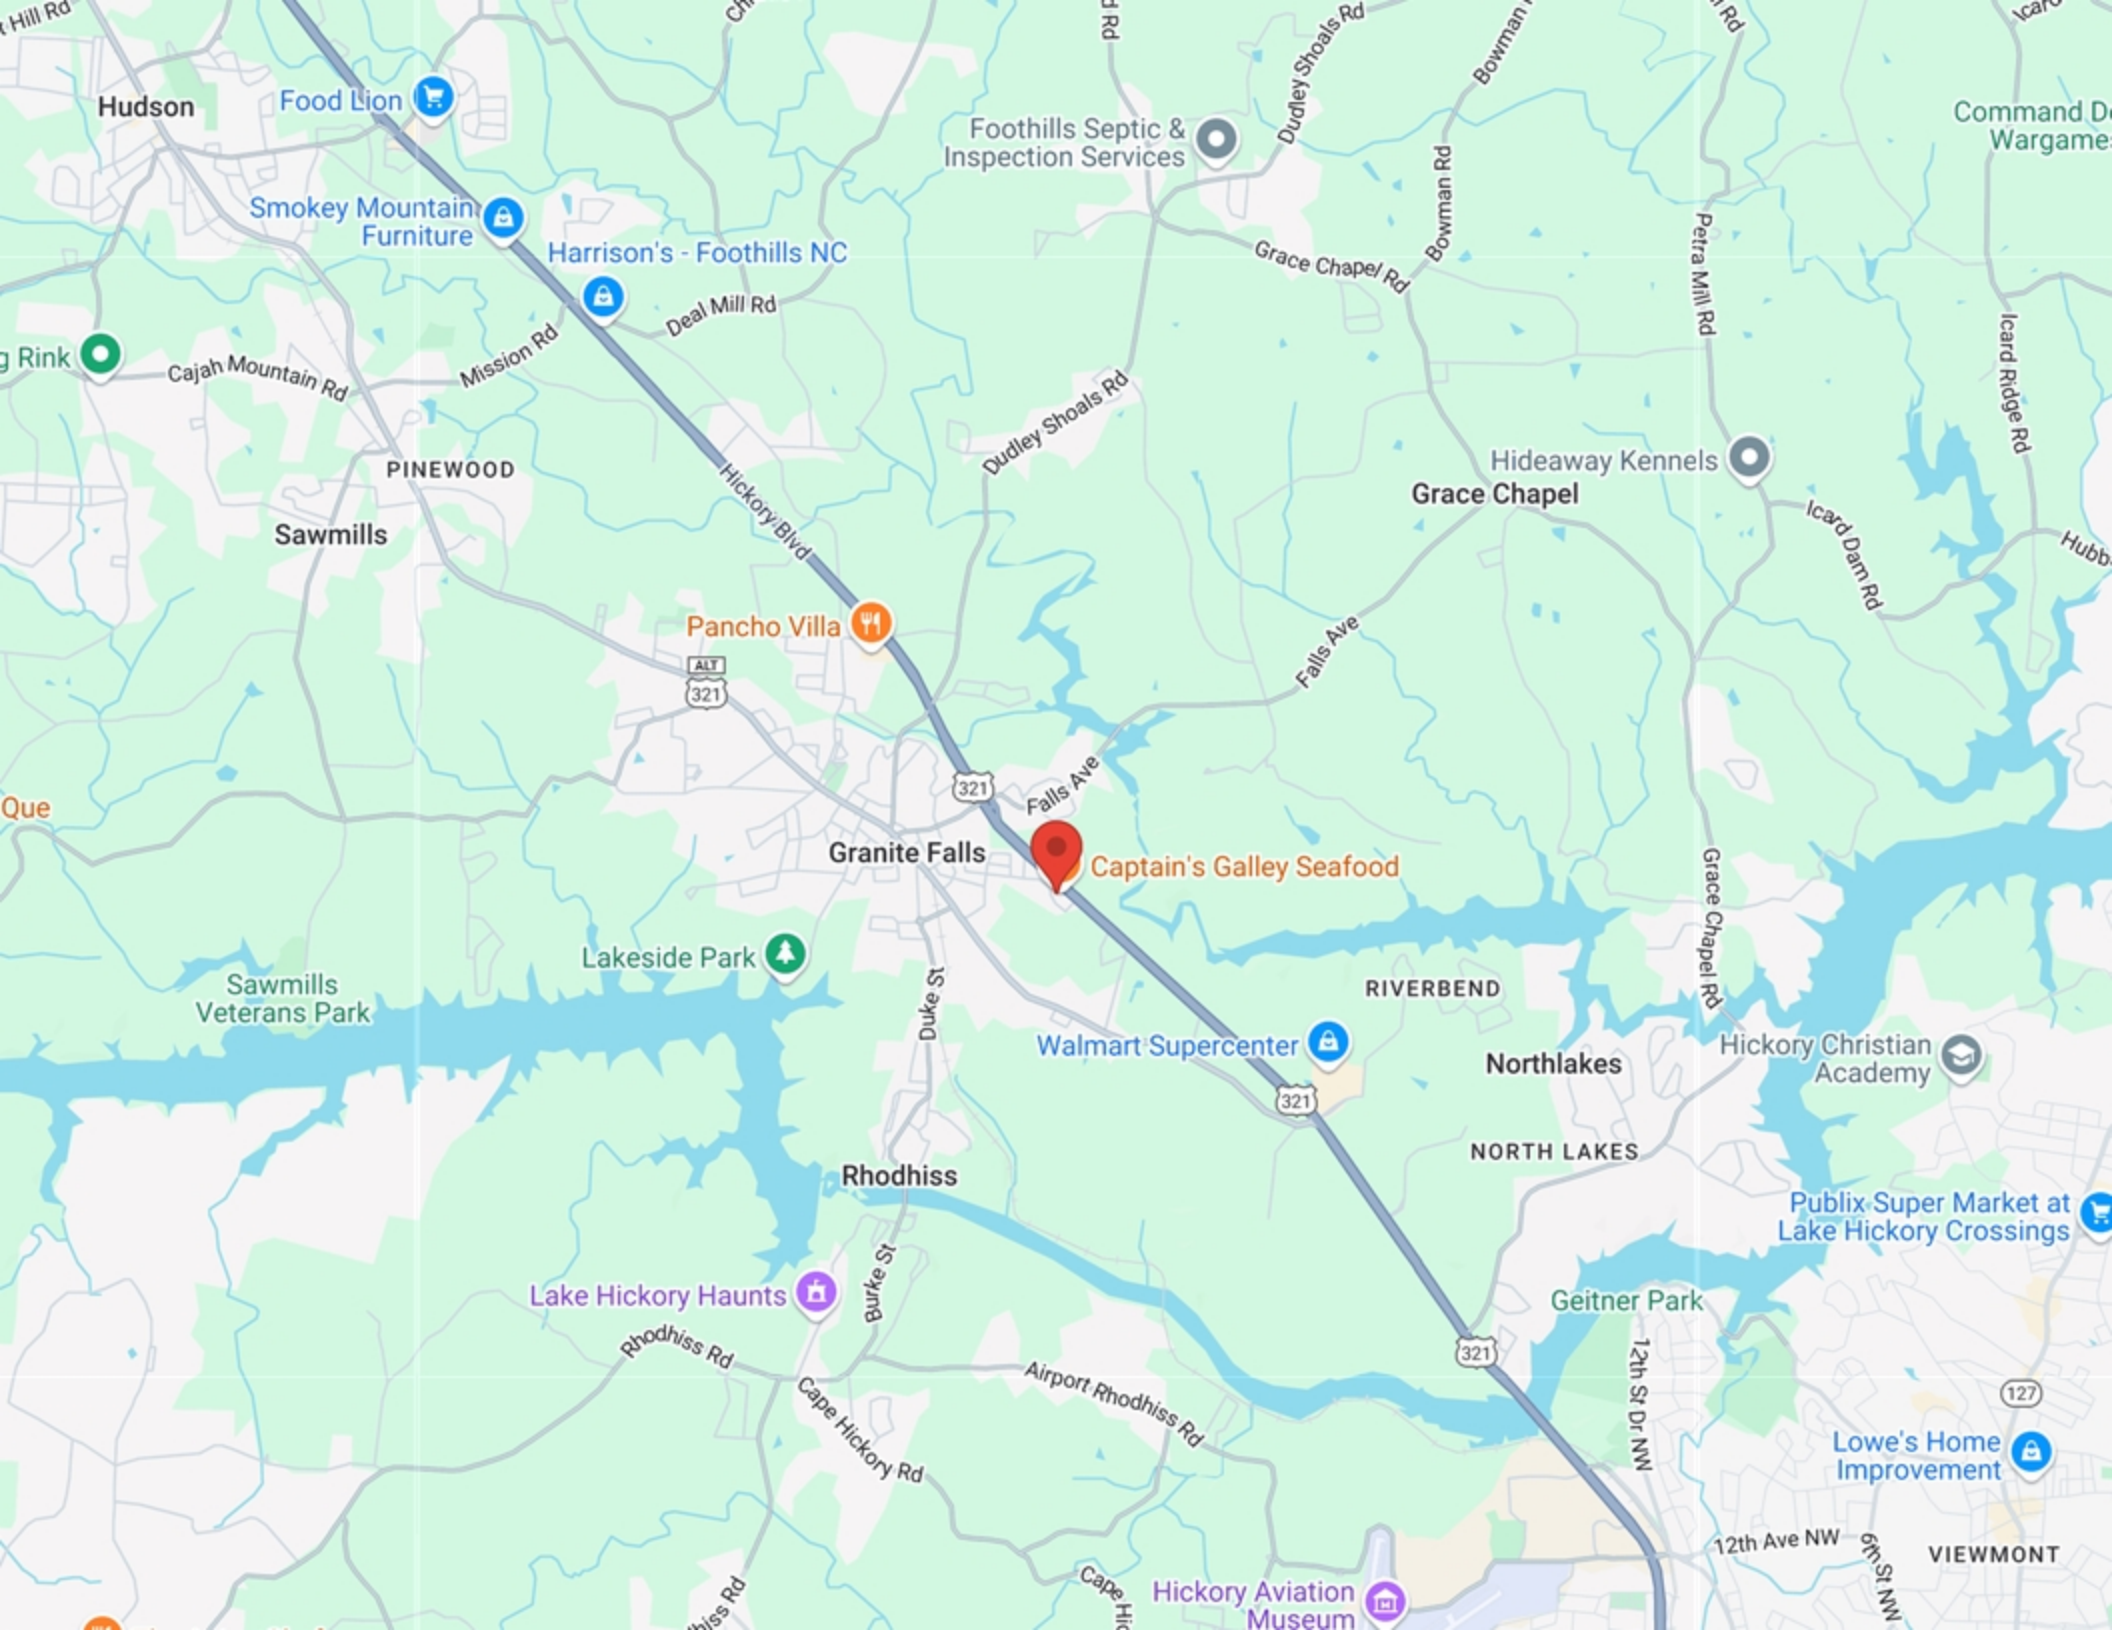 Hill Rd
Hudson
Food Lion
Foothills Septic &
Inspection Services
Dudley Shoals Rd
Bowman
Bowman Rd
Command
Smokey Mountain
Furniture
Harrison's - Foothills NC
Deal Mill Rd
Mission Rd
Cajah Mountain Rd
Rink
Grace Chapel Rd
Petra Mill Rd
Icard Ridge Rd
Dudley Shoals Rd
PINEWOOD
Sawmills
Hickory Blvd
Hideaway Kennels
Grace Chapel
Icard Dam Rd
Pancho Villa
ALT
321
Falls Ave
321
Falls Ave
Que
Granite Falls
Captain's Galley Seafood
Grace Chapel Rd
Lakeside Park
Sawmills
Veterans Park
Duke St
RIVERBEND
Walmart Supercenter
321
Northlakes
Hickory Christian
Academy
NORTH LAKES
Rhodhiss
Publix Super Market at
Lake Hickory Crossings
Lake Hickory Haunts
Burke St
Geitner Park
Rhodhiss Rd
321
12th St Dr NW
Airport Rhodhiss Rd
Cape Hickory Rd
127
Lowe's Home
Improvement
12th Ave NW
6th St NW
VIEWMONT
Cape
Hickory Aviation
Museum